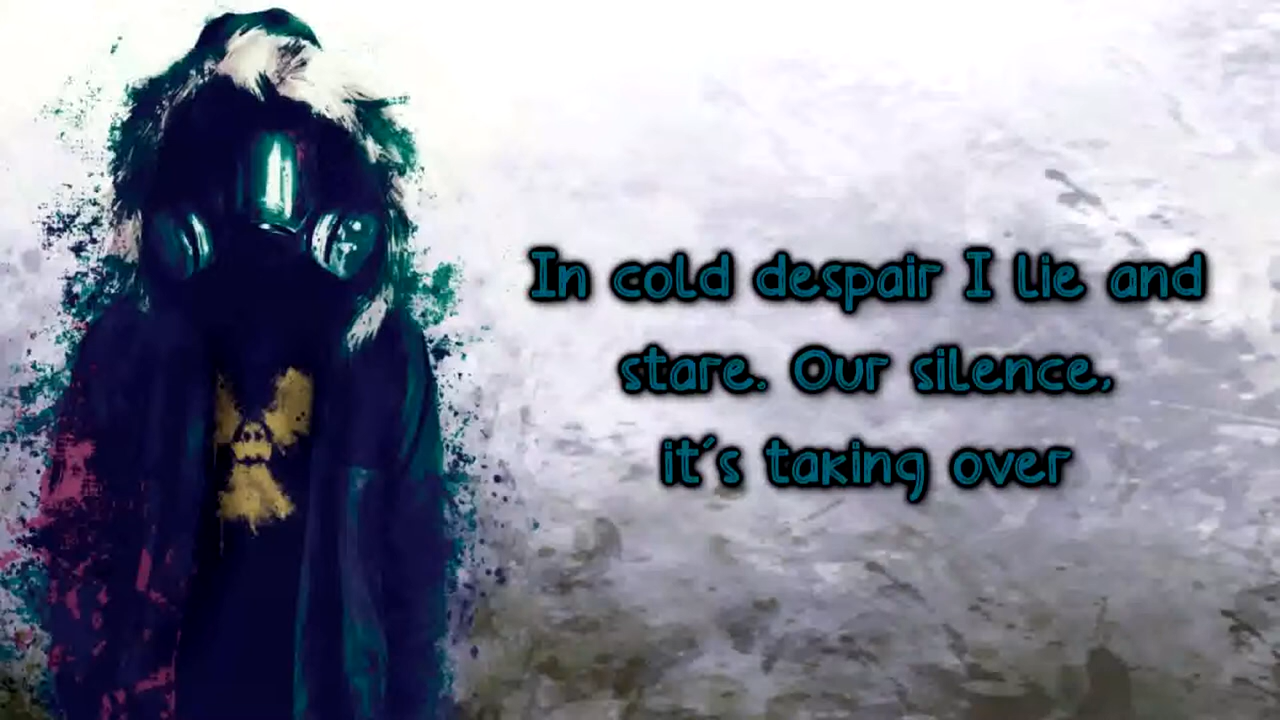 In cold despair I lie and
stare. Our silence,
it's taking over